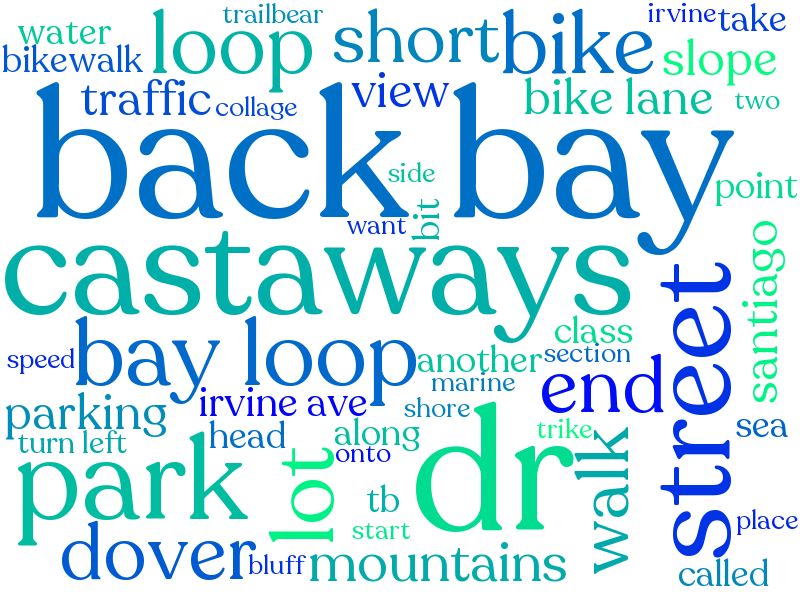 trailbear
irvine
take
water
loop
short
bike
bikewalk
slope
traffic
collage
view
bike lane
two
back bay
side
point
want
bit
castaways
street
santiago
class
speed
bay loop
another
section
marine
end
irvine ave
shore
parking
head
along
trike
sea
turn left
onto
park
lot
dr
walk
tb
start
place
dover
bluff
mountains
called